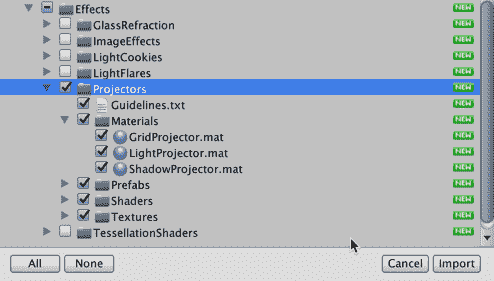 Effects NEW
GlassRefraction NEW
ImageEffects NEW
LightCookies NEW
LightFlares NEW
Projectors NEW
Guidelines.txt NEW
Materials NEW
GridProjector.mat NEW
LightProjector.mat NEW
ShadowProjector.mat NEW
Prefabs NEW
Shaders NEW
Textures NEW
TessellationShaders NEW
All None Cancel Import